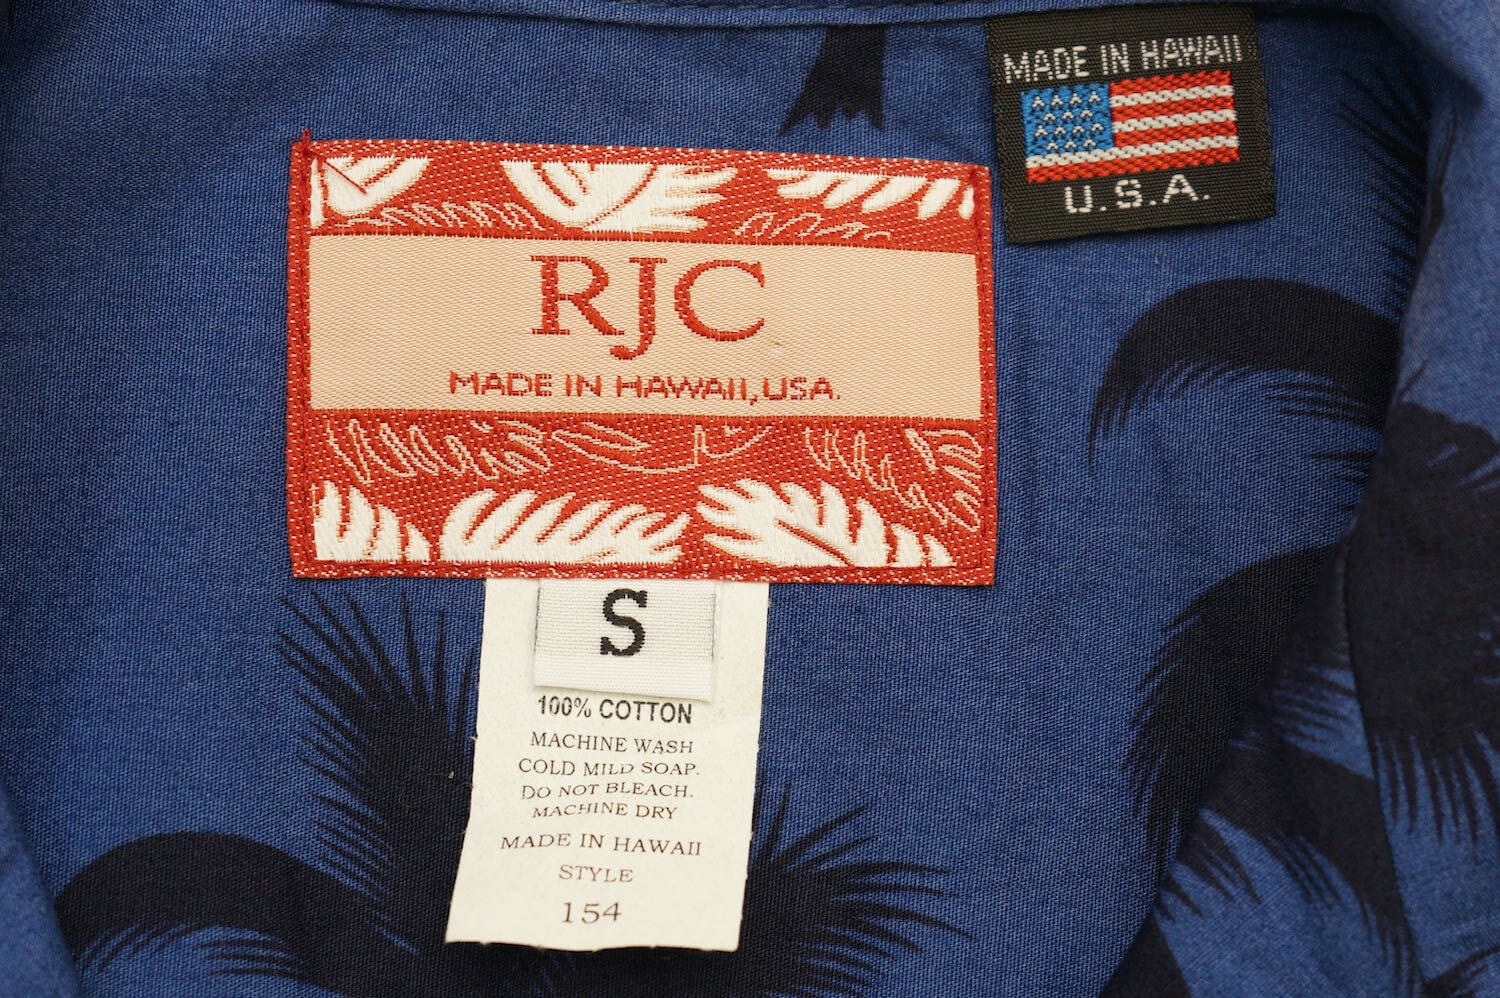 MADE IN HAWAII
U.S.A.
RJC
MADE IN HAWAII, USA.
S
100% COTTON
MACHINE WASH
COLD MILD SOAP.
DO NOT BLEACH.
MACHINE DRY
MADE IN HAWAII
STYLE
154